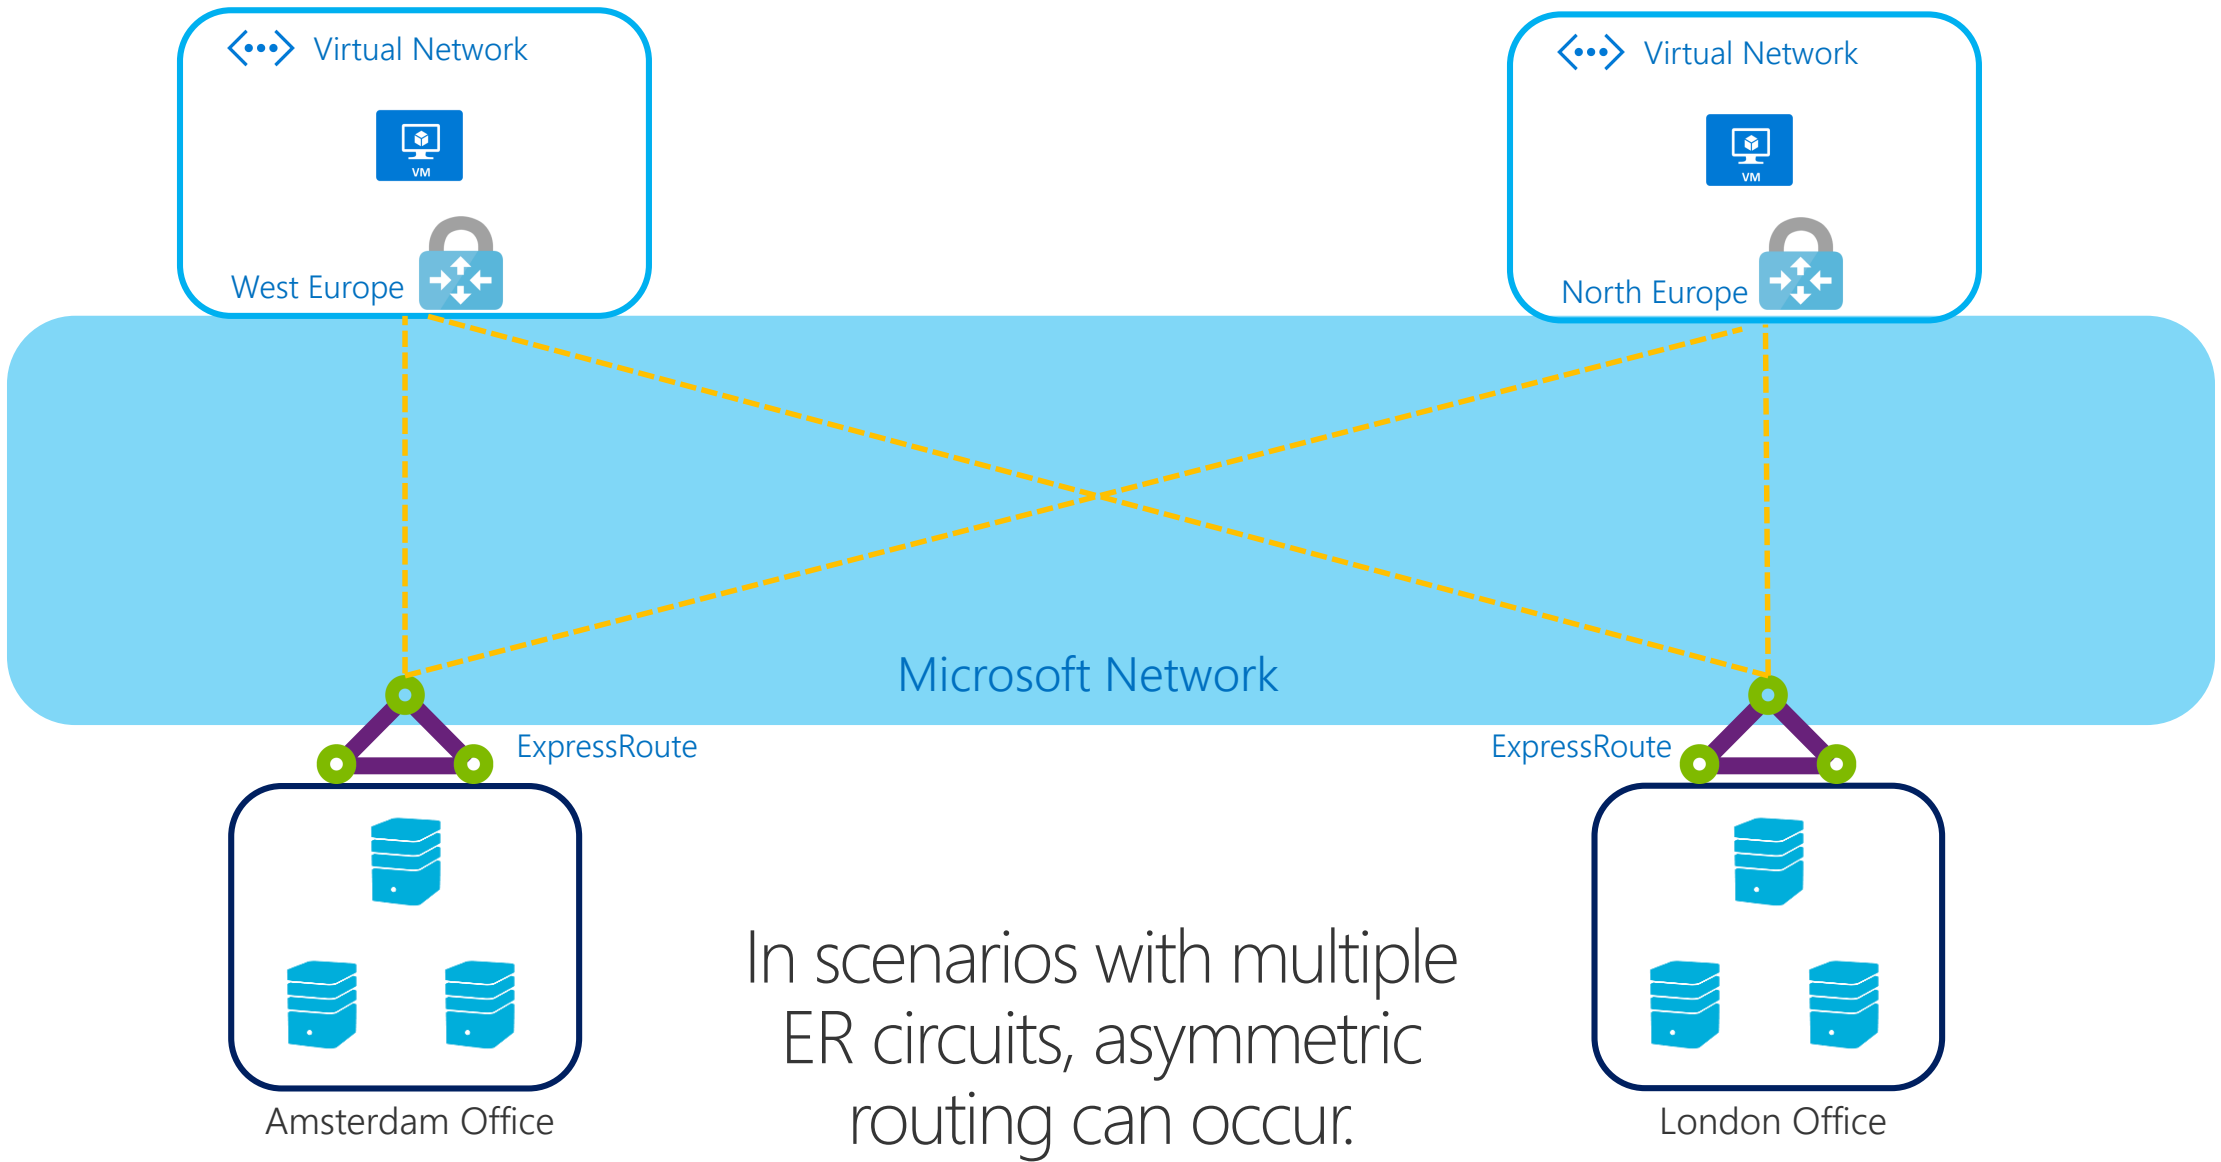 Virtual Network
Virtual Network
VM
VM
West Europe
North Europe
Microsoft Network
ExpressRoute
ExpressRoute
In scenarios with multiple
ER circuits, asymmetric
routing can occur.
Amsterdam Office
London Office